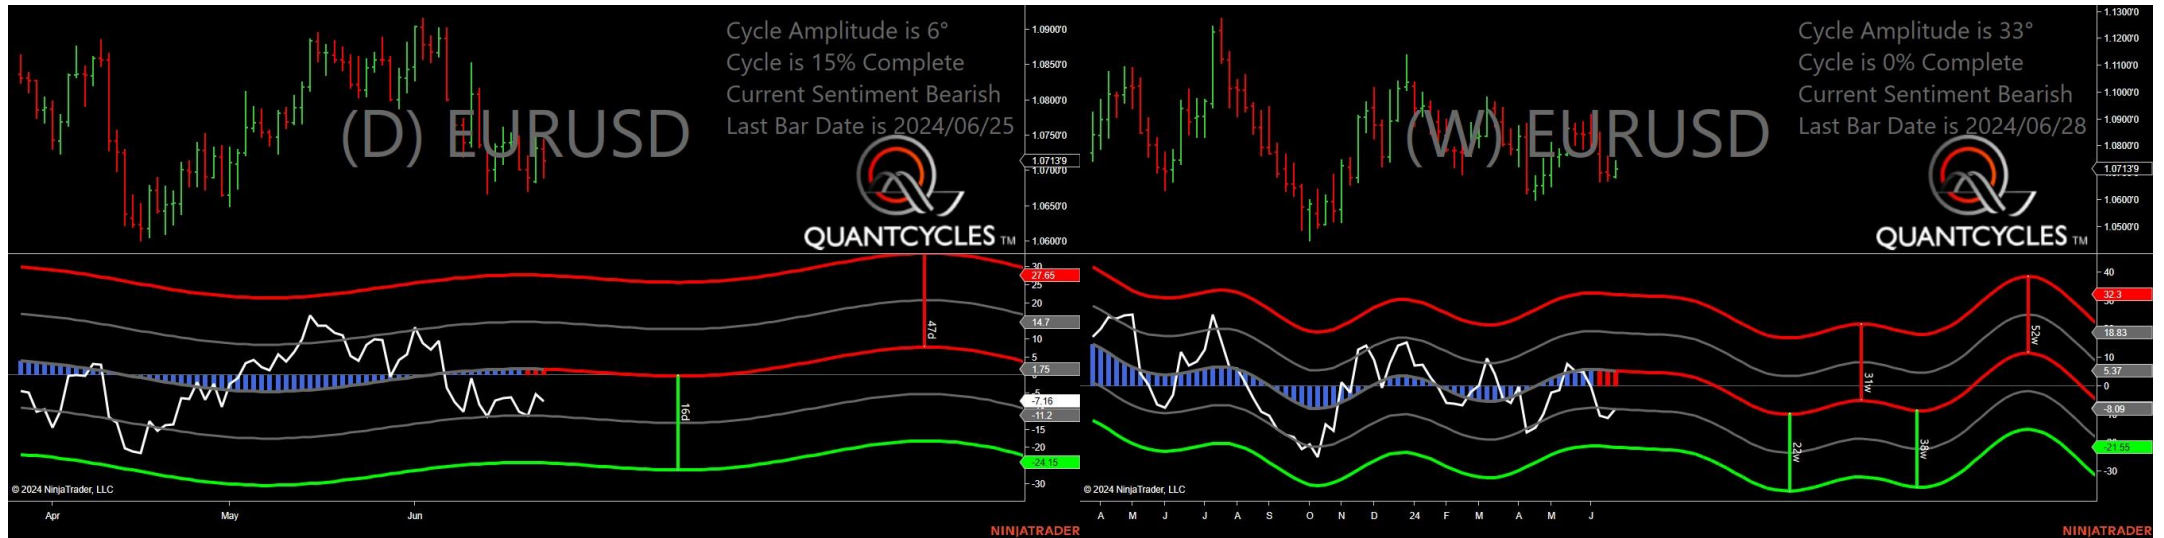 Cycle Amplitude is 6°
Cycle is 15% Complete
Current Sentiment Bearish
Last Bar Date is 2024/06/25
(D) EURUSD
QUANTCYCLES TM
1.0900'0
1.0850'0
1.0800'0
1.0750'0
1.0713'9
1.0700'0
1.0650'0
1.0600'0
30
27.65
25
20
14.7
10
5
1.75
-7.16
-11.2
-15
-20
-24.15
-30
47d
16d
© 2024 NinjaTrader, LLC
Apr May Jun
NINJATRADER
Cycle Amplitude is 33°
Cycle is 0% Complete
Current Sentiment Bearish
Last Bar Date is 2024/06/28
(W) EURUSD
QUANTCYCLES TM
1.1300'0
1.1200'0
1.1100'0
1.1000'0
1.0900'0
1.0800'0
1.0713'9
1.0600'0
1.0500'0
40
32.3
18.83
10
5.37
0
-8.09
-21.55
-30
52w
31w
22w
38w
© 2024 NinjaTrader, LLC
A M J J A S O N D 24 F M A M J
NINJATRADER